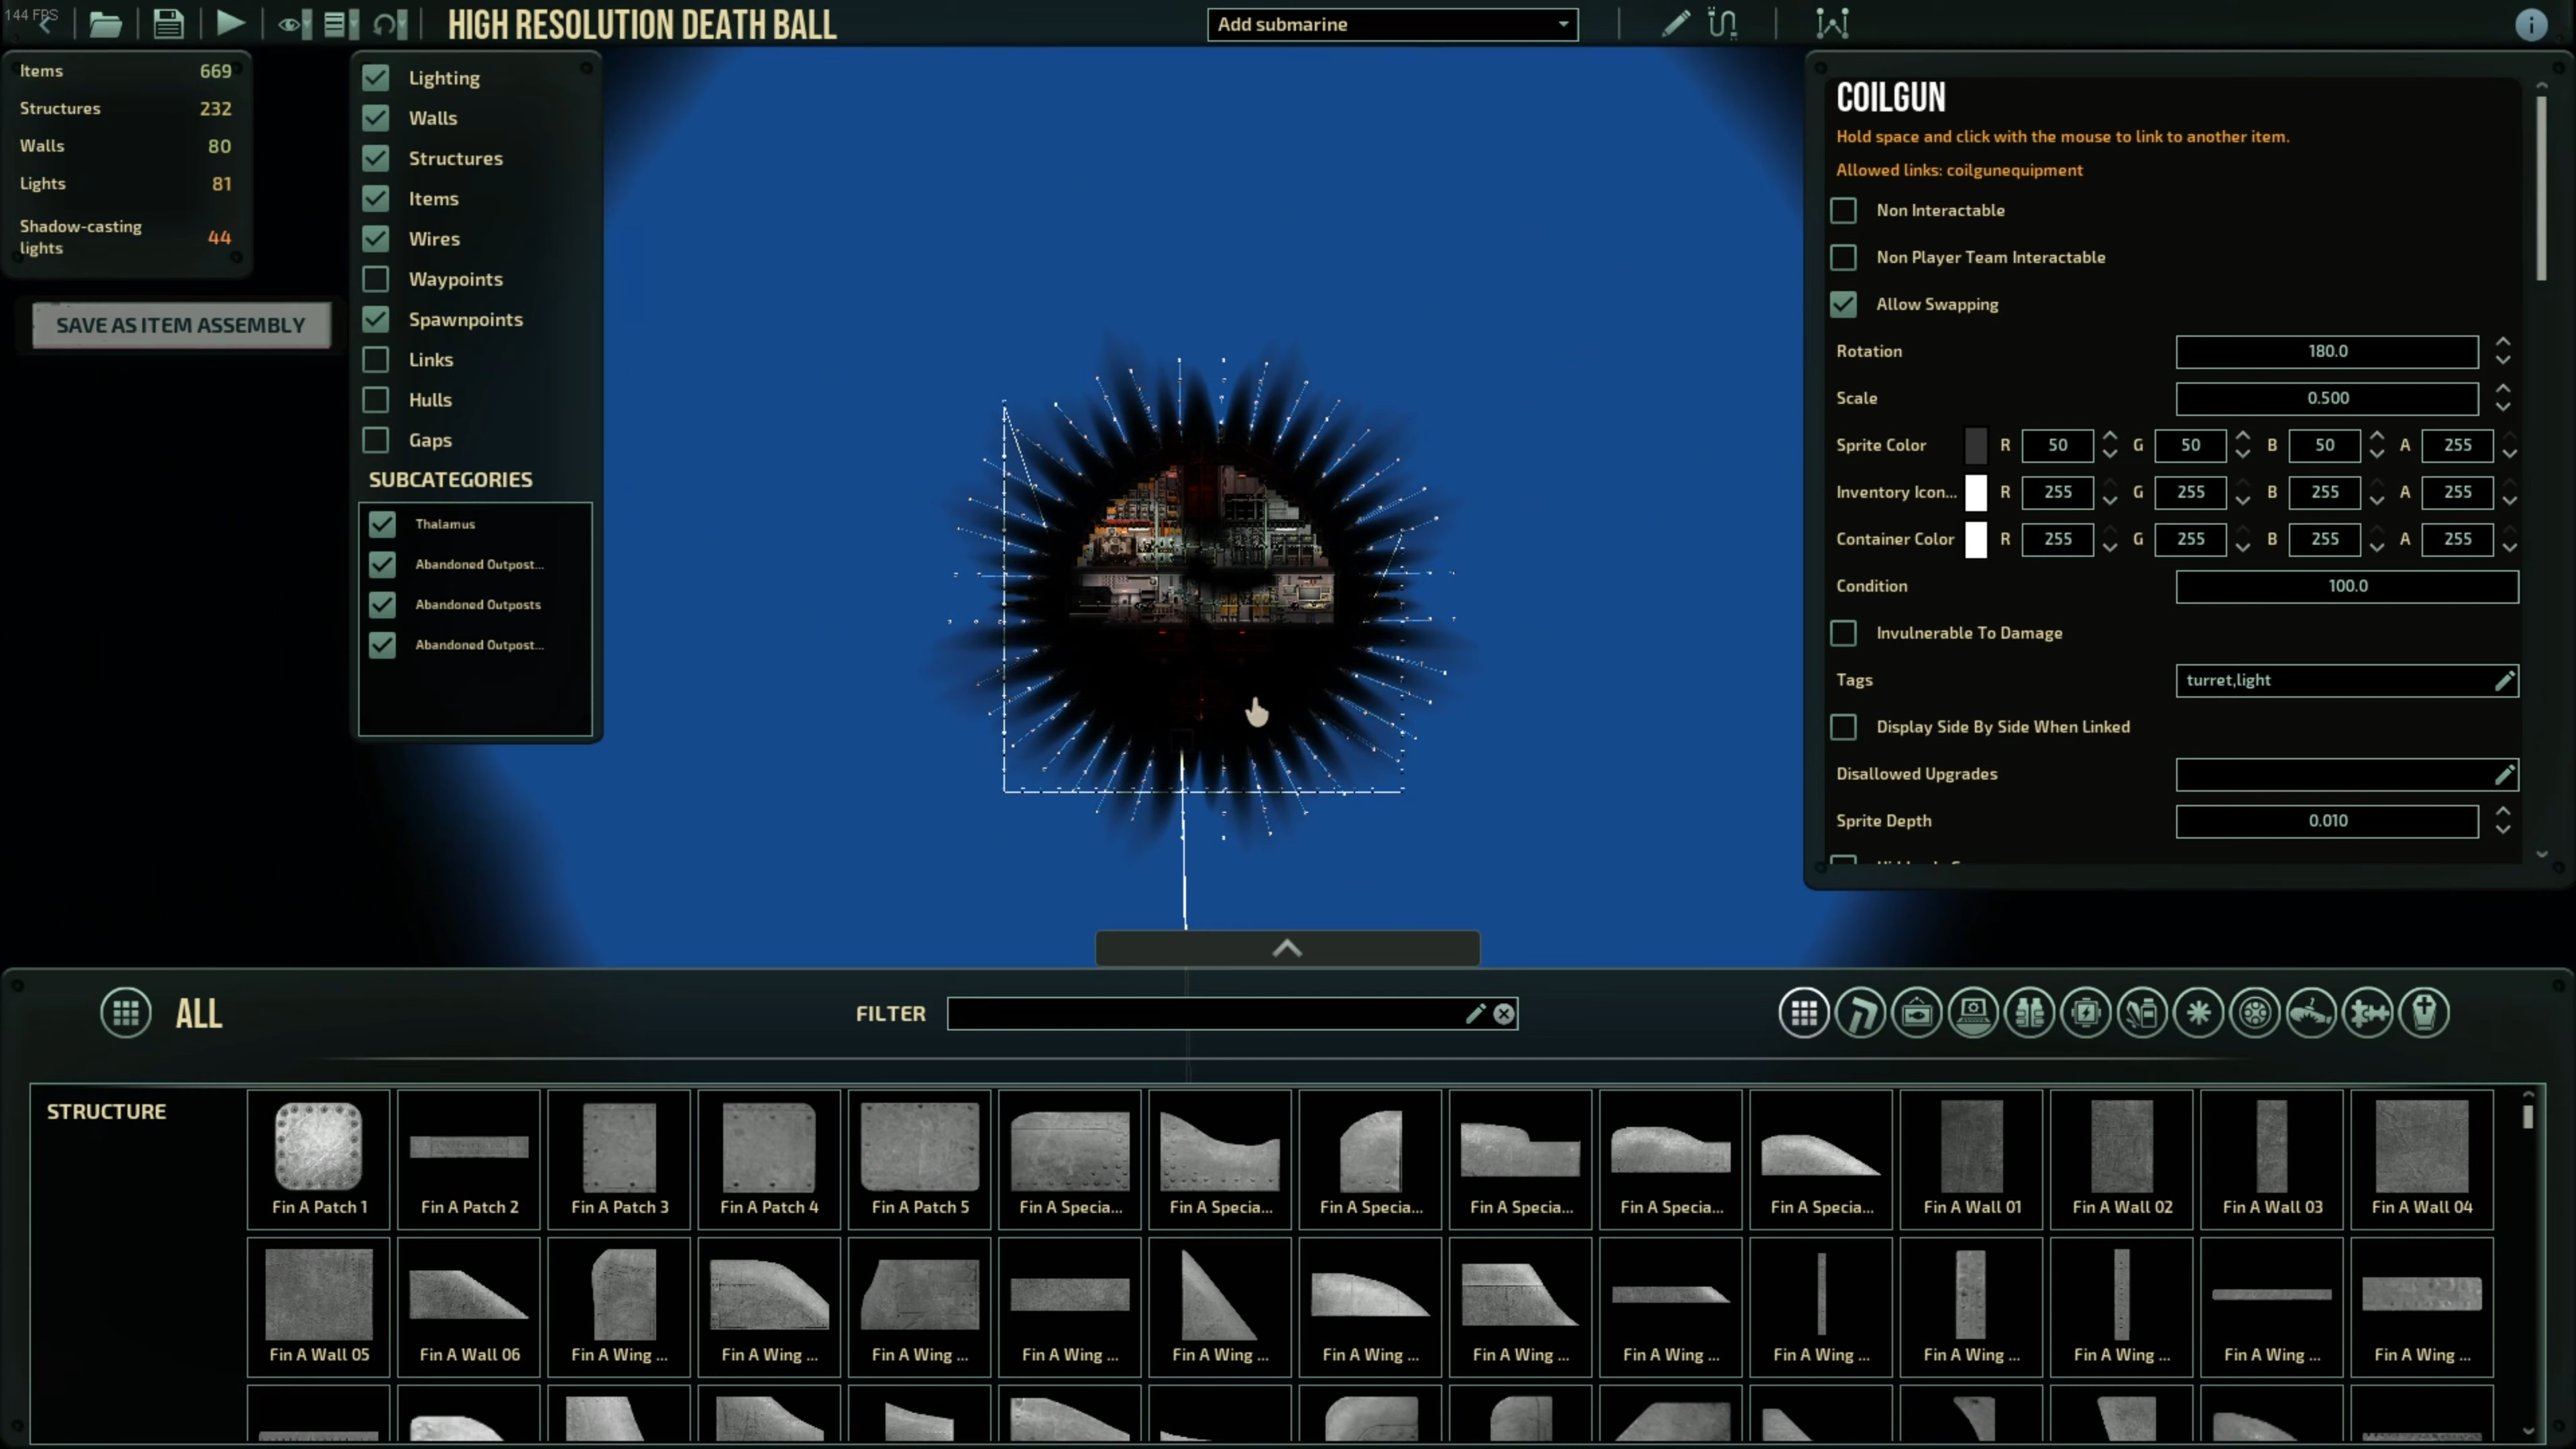 144 FPS
HIGH RESOLUTION DEATH BALL
Add submarine
Items 669
Structures 232
Walls 80
Lights 81
Shadow-casting lights 44
SAVE AS ITEM ASSEMBLY
Lighting
Walls
Structures
Items
Wires
Waypoints
Spawnpoints
Links
Hulls
Gaps
SUBCATEGORIES
Thalamus
Abandoned Outpost...
Abandoned Outposts
Abandoned Outpost...
COILGUN
Hold space and click with the mouse to link to another item.
Allowed links: coilgunequipment
Non Interactable
Non Player Team Interactable
Allow Swapping
Rotation 180.0
Scale 0.500
Sprite Color R 50 G 50 B 50 A 255
Inventory Icon... R 255 G 255 B 255 A 255
Container Color R 255 G 255 B 255 A 255
Condition 100.0
Invulnerable To Damage
Tags turret,light
Display Side By Side When Linked
Disallowed Upgrades
Sprite Depth 0.010
ALL
FILTER
STRUCTURE
Fin A Patch 1 Fin A Patch 2 Fin A Patch 3 Fin A Patch 4 Fin A Patch 5 Fin A Specia... Fin A Specia... Fin A Specia... Fin A Specia... Fin A Specia... Fin A Specia... Fin A Wall 01 Fin A Wall 02 Fin A Wall 03 Fin A Wall 04
Fin A Wall 05 Fin A Wall 06 Fin A Wing ... Fin A Wing ... Fin A Wing ... Fin A Wing ... Fin A Wing ... Fin A Wing ... Fin A Wing ... Fin A Wing ... Fin A Wing ... Fin A Wing ... Fin A Wing ... Fin A Wing ... Fin A Wing ...